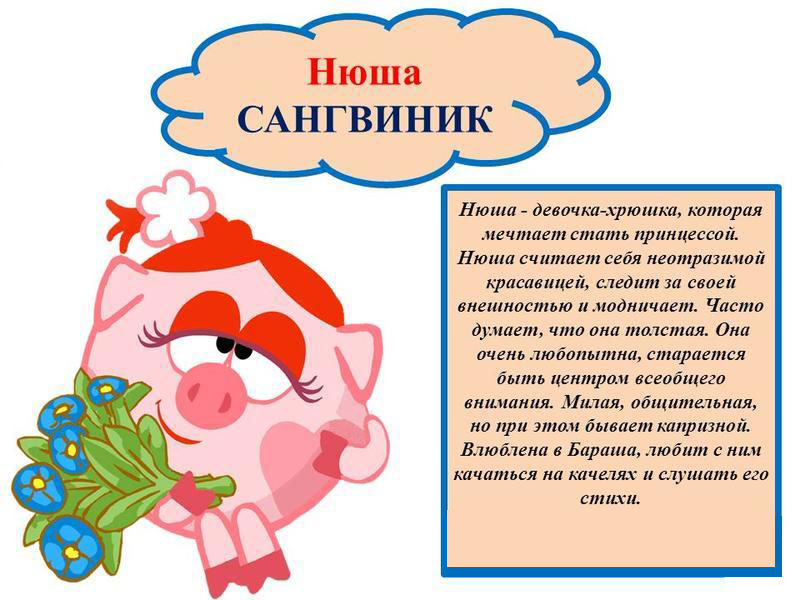 Нюша
САНГВИНИК
Нюша - девочка-хрюшка, которая
мечтает стать принцессой.
Нюша считает себя неотразимой
красавицей, следит за своей
внешностью и модничает. Часто
думает, что она толстая. Она
очень любопытна, старается
быть центром всеобщего
внимания. Милая, общительная,
но при этом бывает капризной.
Влюблена в Бараша, любит с ним
качаться на качелях и слушать его
стихи.